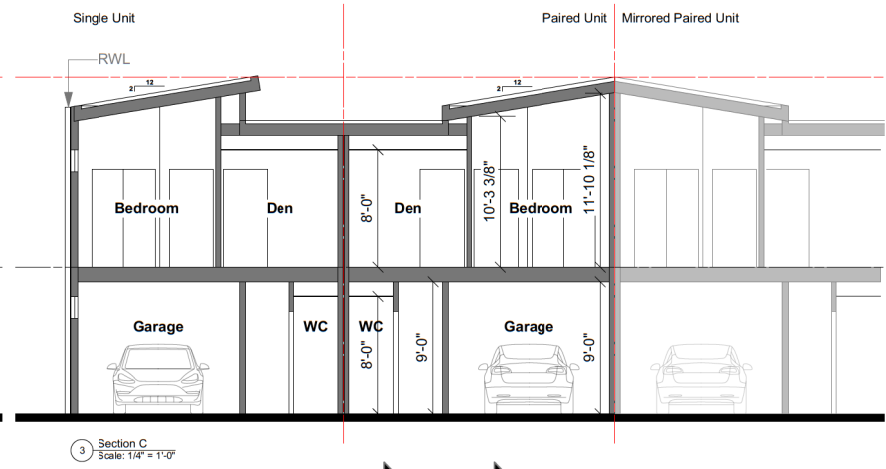 Single Unit
Paired Unit
Mirrored Paired Unit
RWL
12
2
12
2
8'-0"
10'-3 3/8"
11'-10 1/8"
Bedroom
Den
Den
Bedroom
Garage
WC
WC
Garage
8'-0"
9'-0"
9'-0"
3
Section C
Scale: 1/4" = 1'-0"